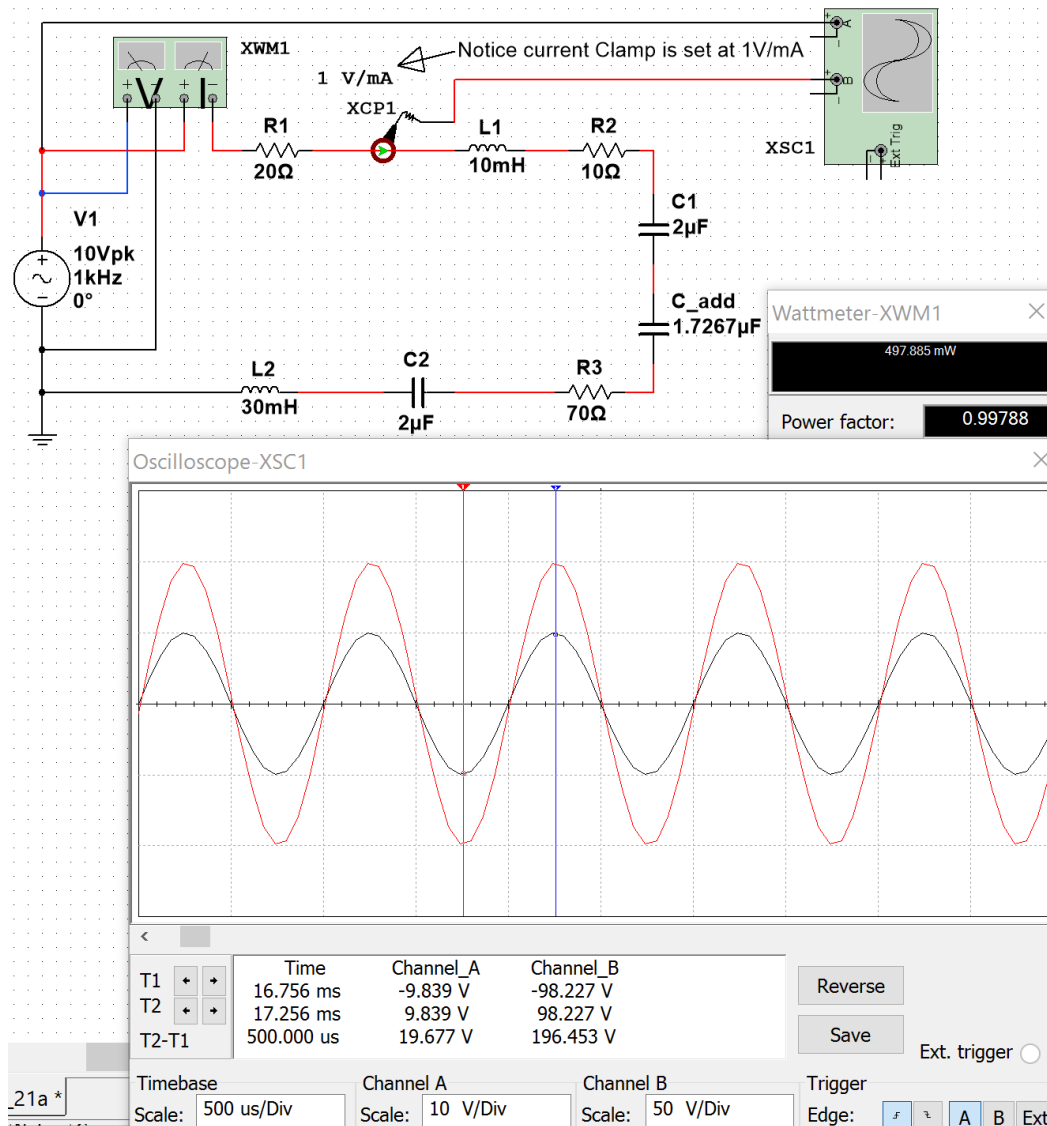 XWM1
Notice current Clamp is set at 1V/mA
1 V/mA
XCP1
V
I
A
B
Ext Trig
XSC1
R1
20Ω
L1
10mH
R2
10Ω
C1
2µF
V1
10Vpk
1kHz
0°
C_add
1.7267µF
L2
30mH
C2
2µF
R3
70Ω
Wattmeter-XWM1
497.885 mW
Power factor: 0.99788
Oscilloscope-XSC1
Time Channel_A Channel_B
T1 16.756 ms -9.839 V -98.227 V
T2 17.256 ms 9.839 V 98.227 V
T2-T1 500.000 us 19.677 V 196.453 V
Reverse
Save
Ext. trigger
_21a *
Timebase
Scale: 500 us/Div
Channel A
Scale: 10 V/Div
Channel B
Scale: 50 V/Div
Trigger
Edge: A B Ext